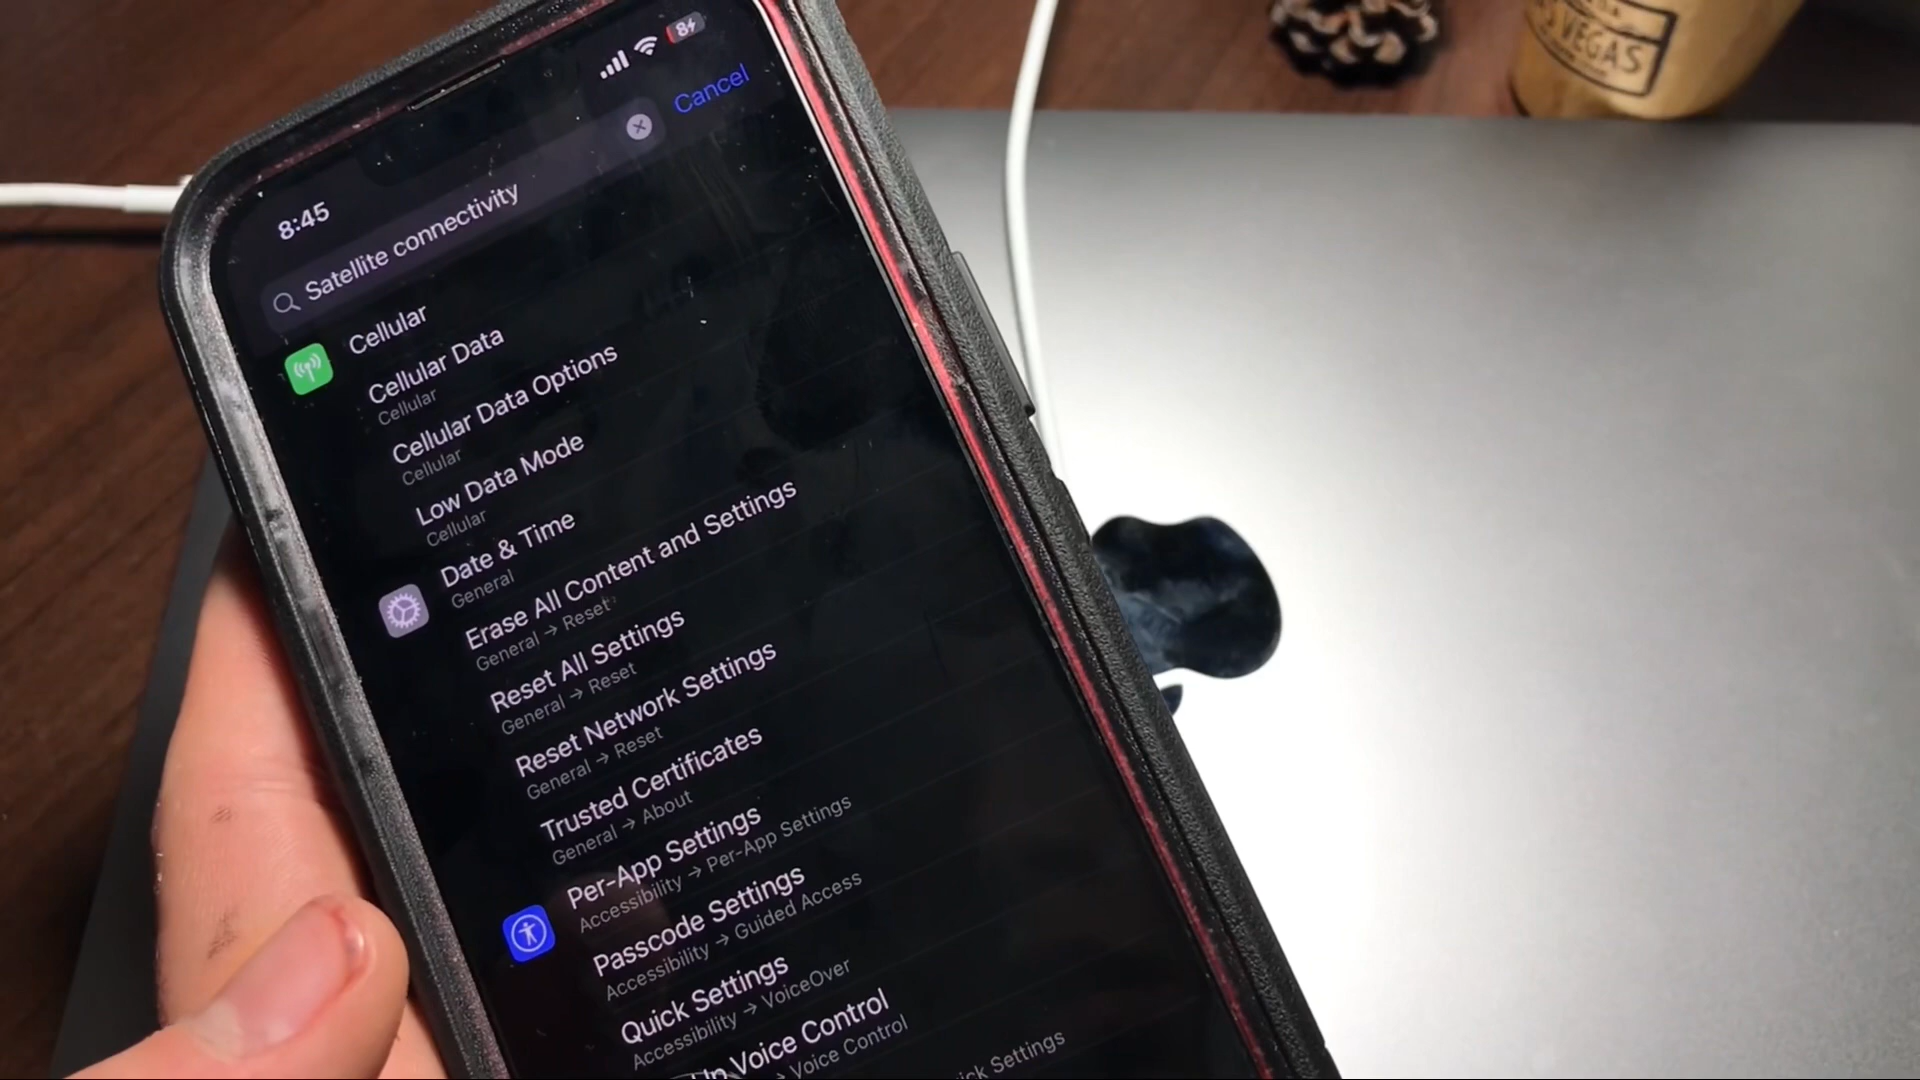 8:45
8
Cancel
Satellite connectivity
Cellular
Cellular Data
Cellular
Cellular Data Options
Cellular
Low Data Mode
Cellular
Date & Time
General
Erase All Content and Settings
General → Reset
Reset All Settings
General → Reset
Reset Network Settings
General → Reset
Trusted Certificates
General → About
Per-App Settings
Accessibility → Per-App Settings
Passcode Settings
Accessibility → Guided Access
Quick Settings
Accessibility → VoiceOver
Voice Control
→ Voice Control
Settings
VEGAS